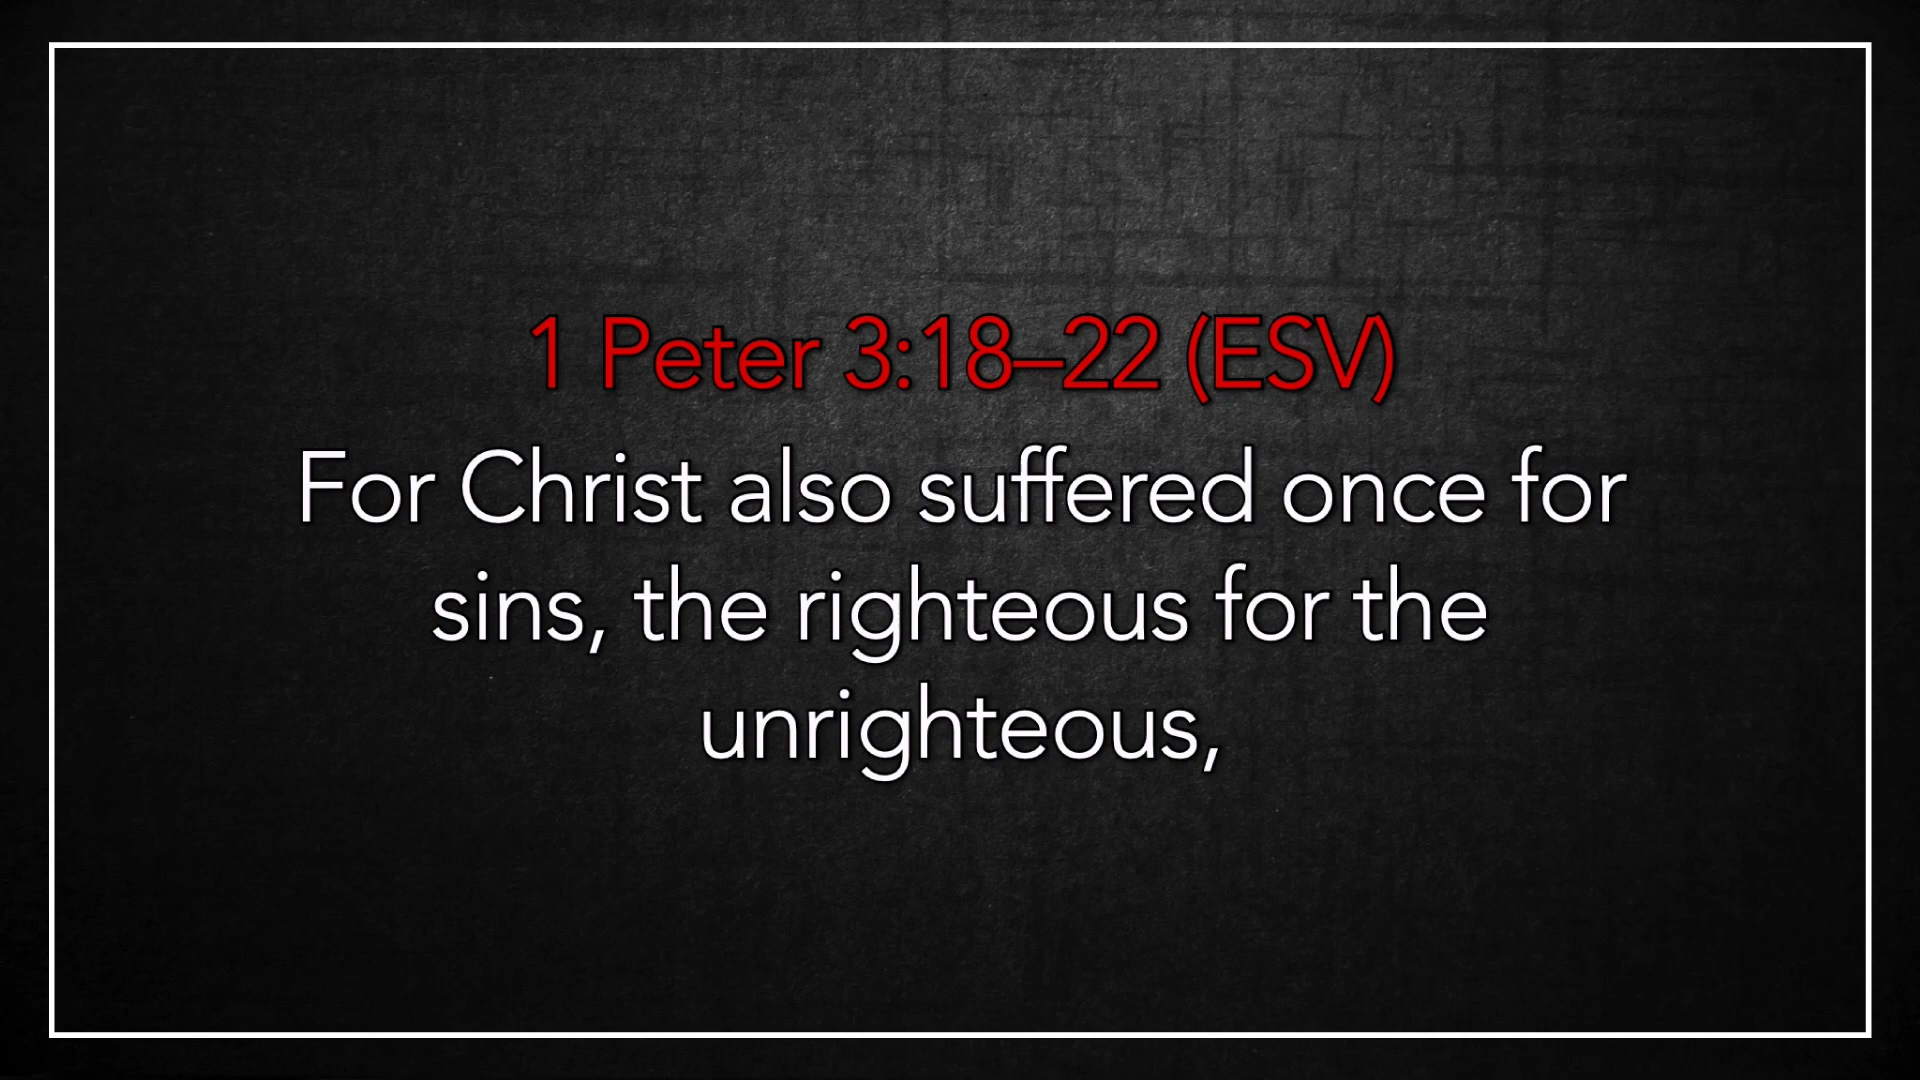 1 Peter 3:18–22 (ESV)
For Christ also suffered once for
sins, the righteous for the
unrighteous,